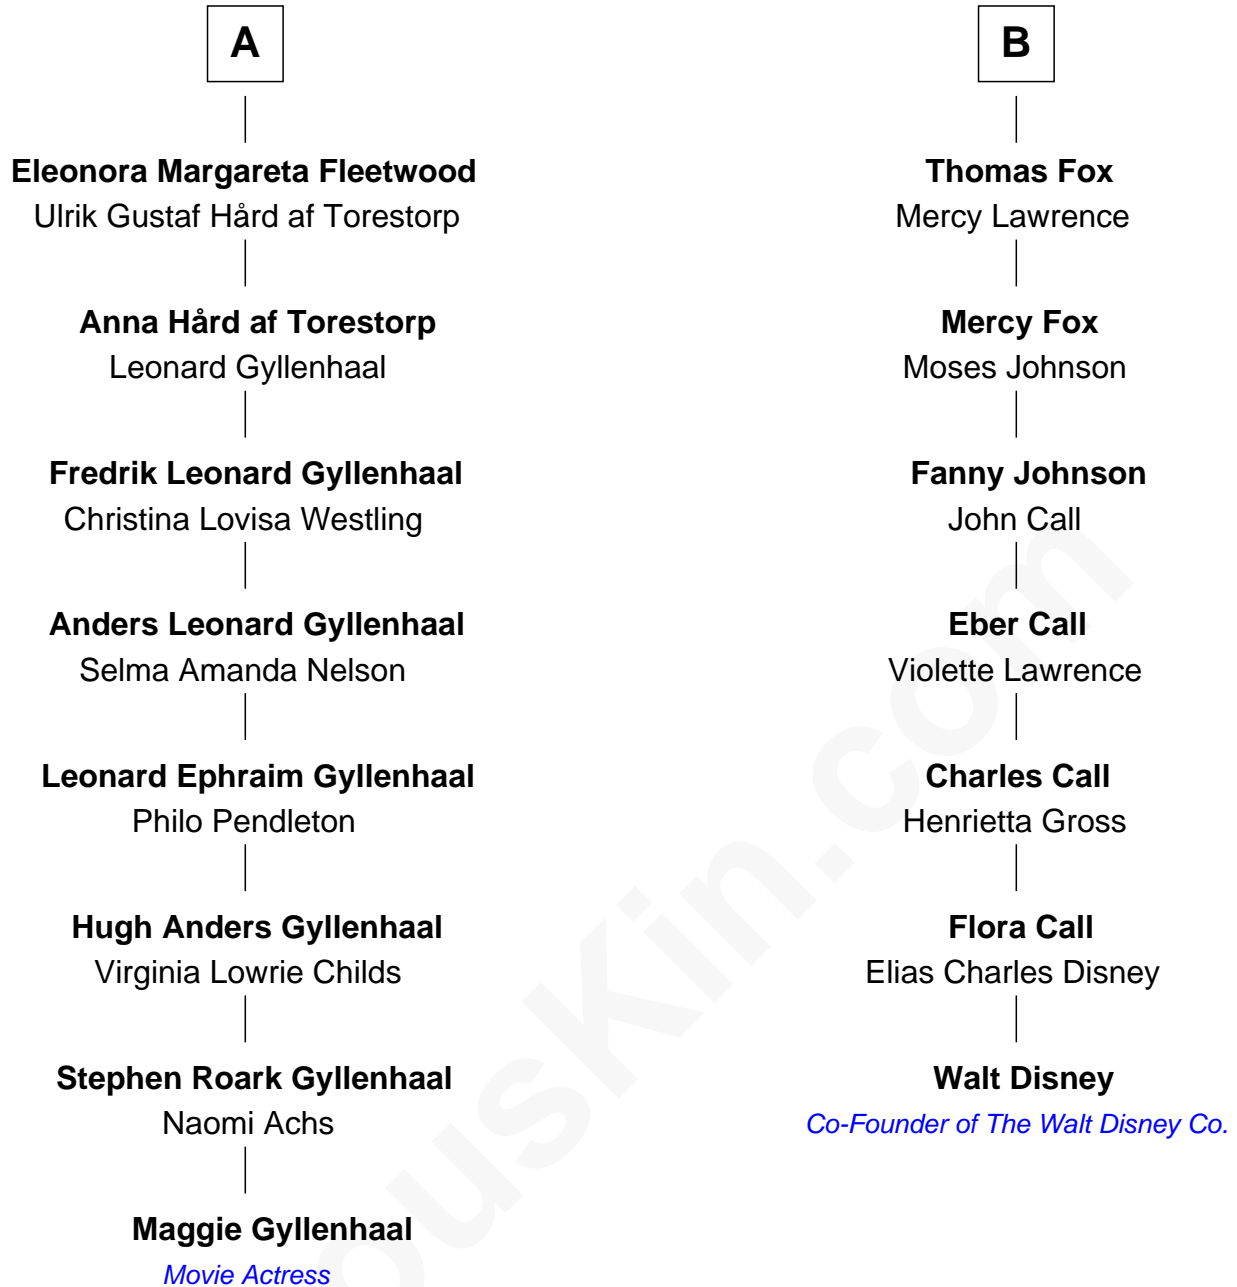 A
Eleonora Margareta Fleetwood
Ulrik Gustaf Hård af Torestorp
Anna Hård af Torestorp
Leonard Gyllenhaal
Fredrik Leonard Gyllenhaal
Christina Lovisa Westling
Anders Leonard Gyllenhaal
Selma Amanda Nelson
Leonard Ephraim Gyllenhaal
Philo Pendleton
Hugh Anders Gyllenhaal
Virginia Lowrie Childs
Stephen Roark Gyllenhaal
Naomi Achs
Maggie Gyllenhaal
Movie Actress
B
Thomas Fox
Mercy Lawrence
Mercy Fox
Moses Johnson
Fanny Johnson
John Call
Eber Call
Violette Lawrence
Charles Call
Henrietta Gross
Flora Call
Elias Charles Disney
Walt Disney
Co-Founder of The Walt Disney Co.
ousKin.com